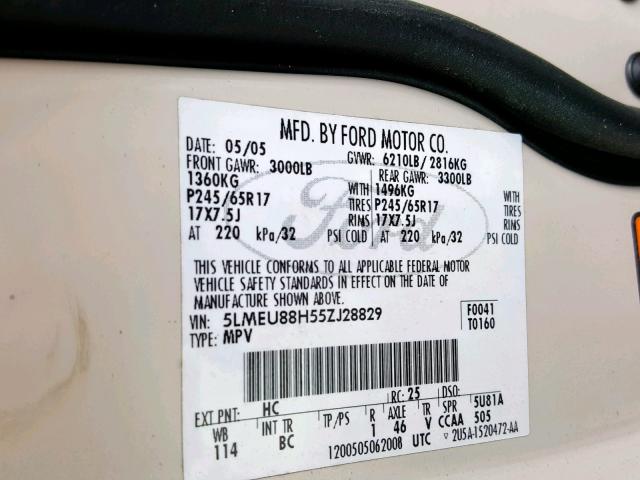 MFD. BY FORD MOTOR CO.
DATE: 05/05 GVWR: 6210LB/2816KG
FRONT GAWR: 3000LB REAR GAWR: 3300LB
1360KG 1496KG WITH
P245/65R17 WITH TIRES P245/65R17 TIRES
17X7.5J RIMS 17X7.5J RIMS
AT 220 kPa/32 PSI COLD AT 220 kPa/32 PSI COLD
Ford
THIS VEHICLE CONFORMS TO ALL APPLICABLE FEDERAL MOTOR
VEHICLE SAFETY STANDARDS IN EFFECT ON THE DATE OF
MANUFACTURE SHOWN ABOVE.
VIN: 5LMEU88H55ZJ28829 F0041
TYPE: MPV T0160
EXT PNT: HC RC: 25 DSO:
WB INT TR TP/PS R AXLE TR SPR 5U81A
114 BC 1 46 V CCAA 505
1200505062008 UTC 2U5A-1520472-AA